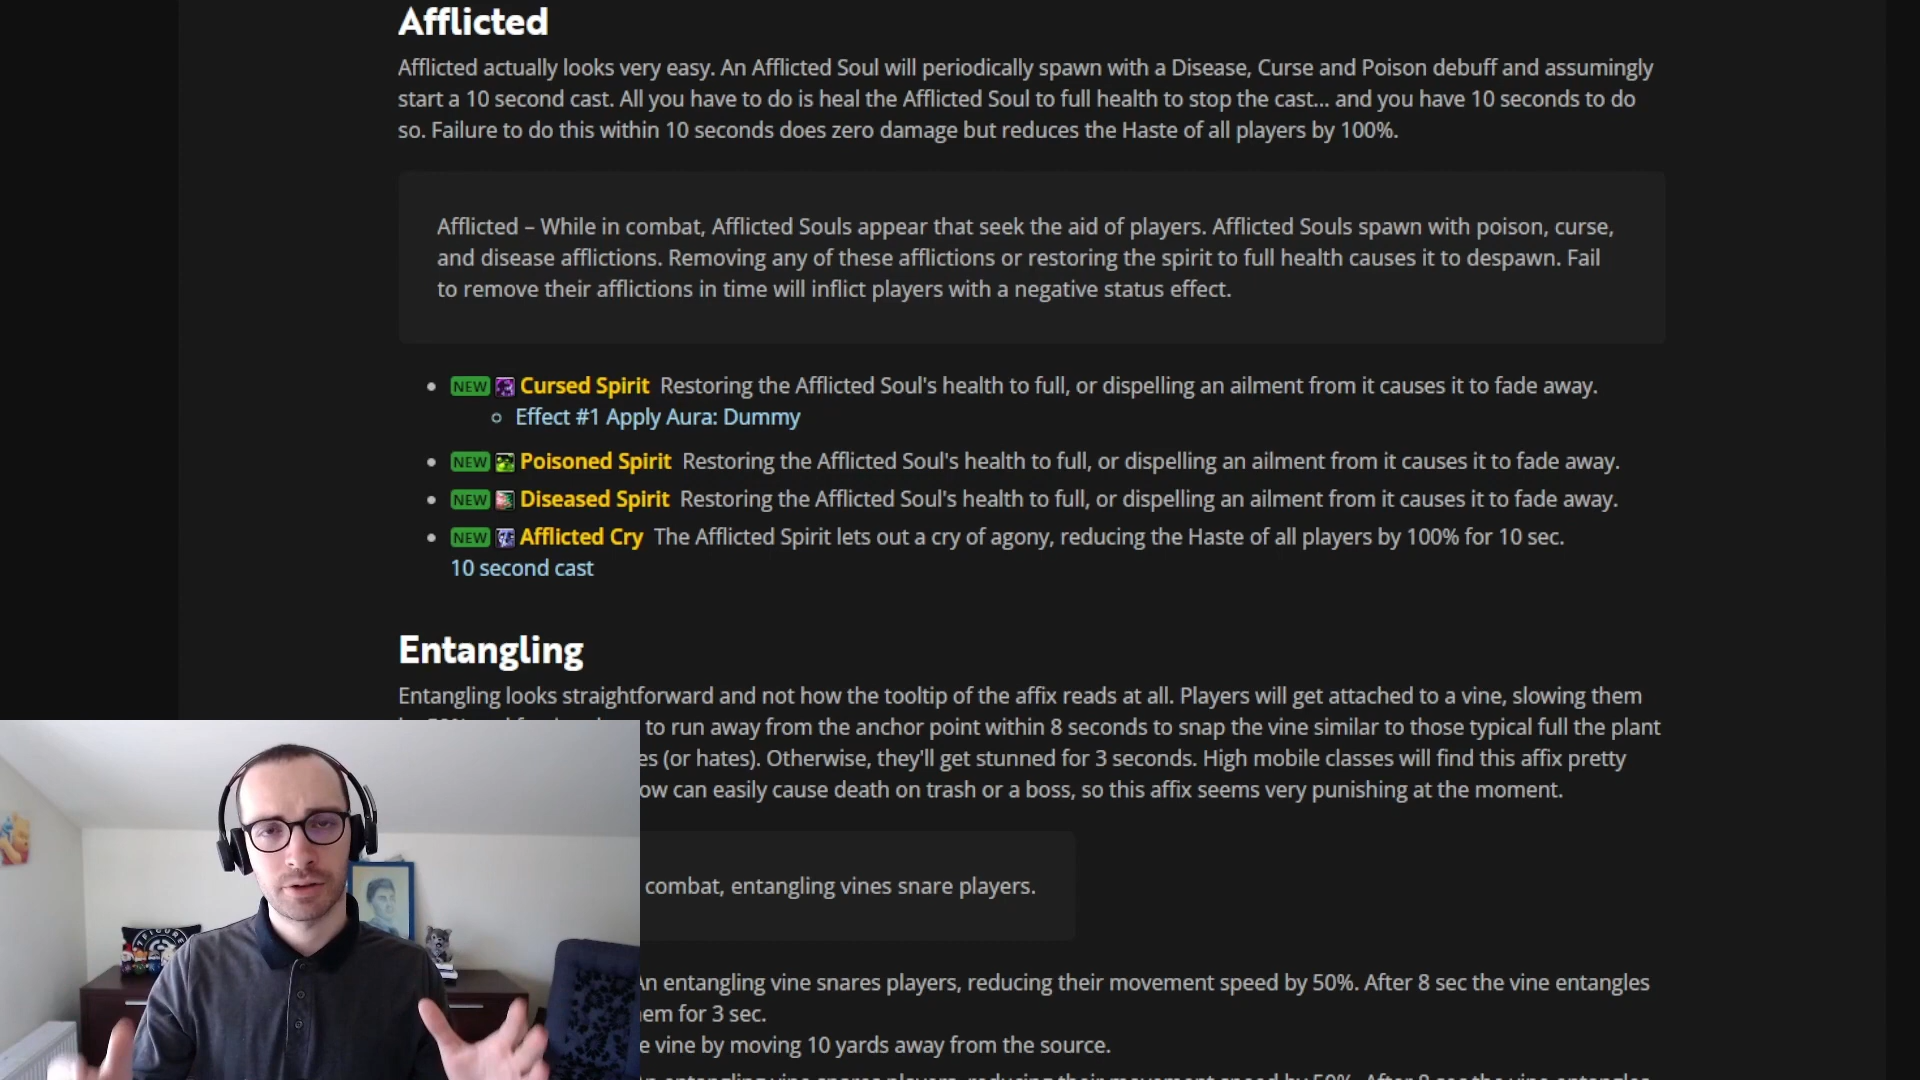 Afflicted
Afflicted actually looks very easy. An Afflicted Soul will periodically spawn with a Disease, Curse and Poison debuff and assumingly
start a 10 second cast. All you have to do is heal the Afflicted Soul to full health to stop the cast... and you have 10 seconds to do
so. Failure to do this within 10 seconds does zero damage but reduces the Haste of all players by 100%.
Afflicted – While in combat, Afflicted Souls appear that seek the aid of players. Afflicted Souls spawn with poison, curse,
and disease afflictions. Removing any of these afflictions or restoring the spirit to full health causes it to despawn. Fail
to remove their afflictions in time will inflict players with a negative status effect.
NEW Cursed Spirit Restoring the Afflicted Soul's health to full, or dispelling an ailment from it causes it to fade away.
Effect #1 Apply Aura: Dummy
NEW Poisoned Spirit Restoring the Afflicted Soul's health to full, or dispelling an ailment from it causes it to fade away.
NEW Diseased Spirit Restoring the Afflicted Soul's health to full, or dispelling an ailment from it causes it to fade away.
NEW Afflicted Cry The Afflicted Spirit lets out a cry of agony, reducing the Haste of all players by 100% for 10 sec.
10 second cast
Entangling
Entangling looks straightforward and not how the tooltip of the affix reads at all. Players will get attached to a vine, slowing them
to run away from the anchor point within 8 seconds to snap the vine similar to those typical full the plant
es (or hates). Otherwise, they'll get stunned for 3 seconds. High mobile classes will find this affix pretty
ow can easily cause death on trash or a boss, so this affix seems very punishing at the moment.
combat, entangling vines snare players.
An entangling vine snares players, reducing their movement speed by 50%. After 8 sec the vine entangles
em for 3 sec.
e vine by moving 10 yards away from the source.